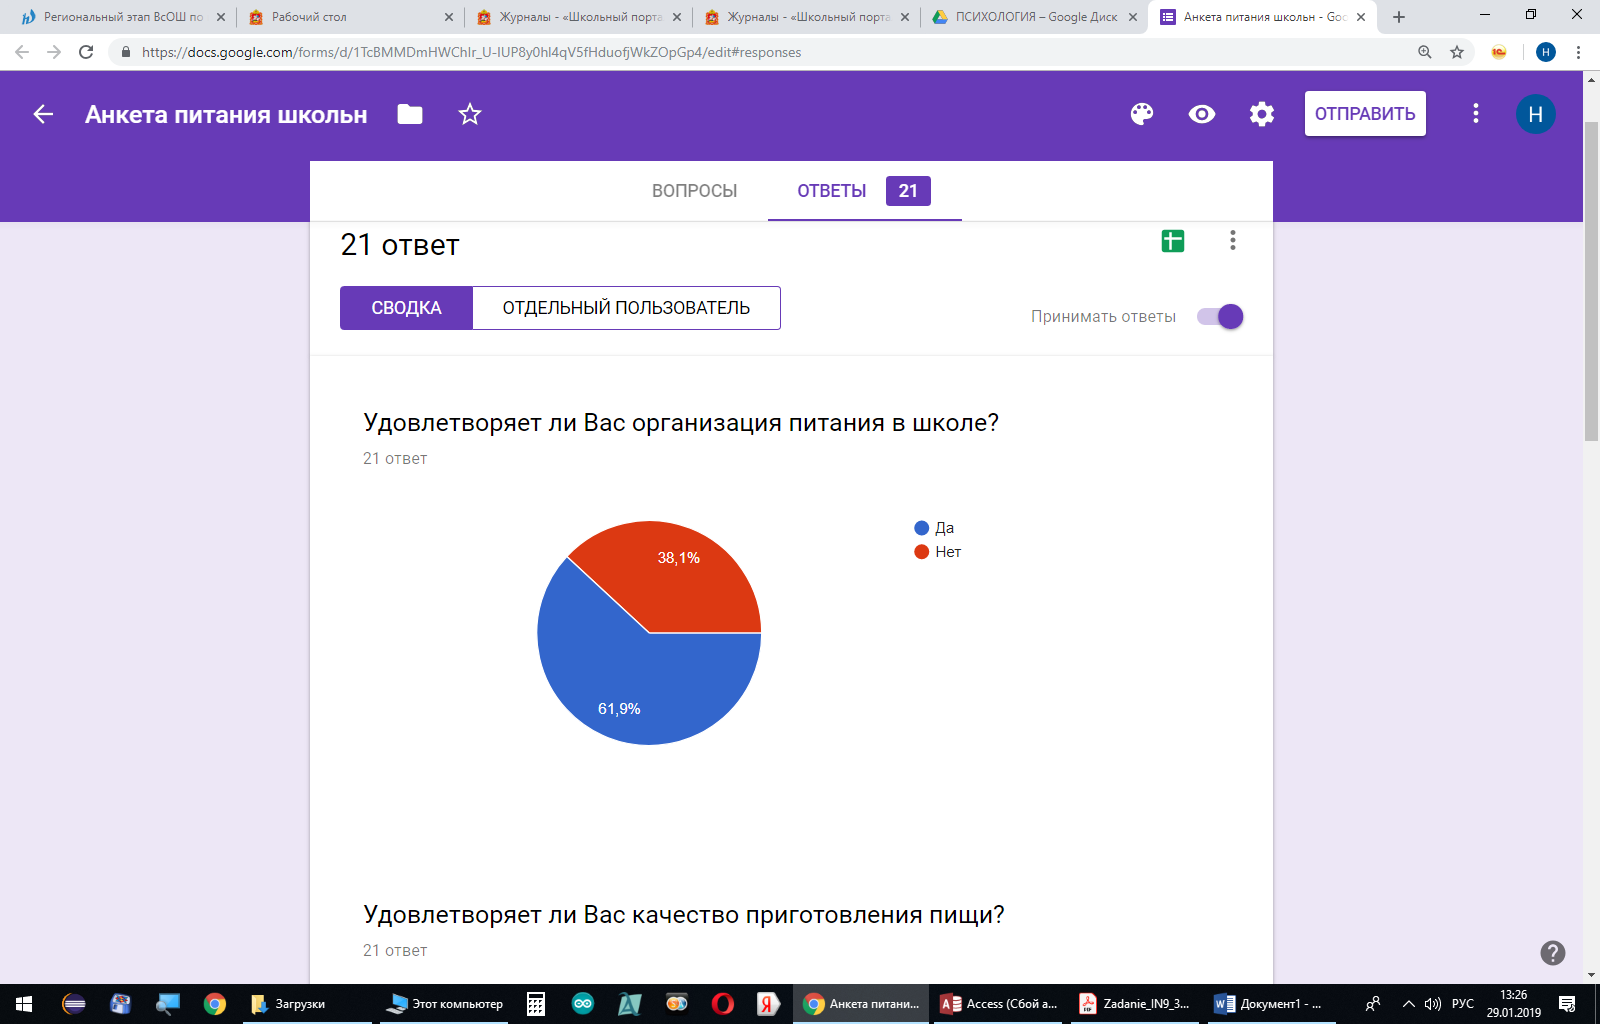 Региональный этап ВсОШ по
Рабочий стол
Журналы - «Школьный порта
Журналы - «Школьный порта
ПСИХОЛОГИЯ – Google Диск
Анкета питания школьн - Goo
https://docs.google.com/forms/d/1TcBMMDmHWChlr_U-IUP8y0hl4qV5fHduofjWkZOpGp4/edit#responses
Н
Анкета питания школьн
ОТПРАВИТЬ
Н
ВОПРОСЫ
ОТВЕТЫ
21
21 ответ
СВОДКА
ОТДЕЛЬНЫЙ ПОЛЬЗОВАТЕЛЬ
Принимать ответы
Удовлетворяет ли Вас организация питания в школе?
21 ответ
Да
Нет
38,1%
61,9%
Удовлетворяет ли Вас качество приготовления пищи?
21 ответ
Загрузки
Этот компьютер
Анкета питани...
Access (Сбой а...
Zadanie_IN9_3...
Документ1 - ...
РУС
13:26
29.01.2019